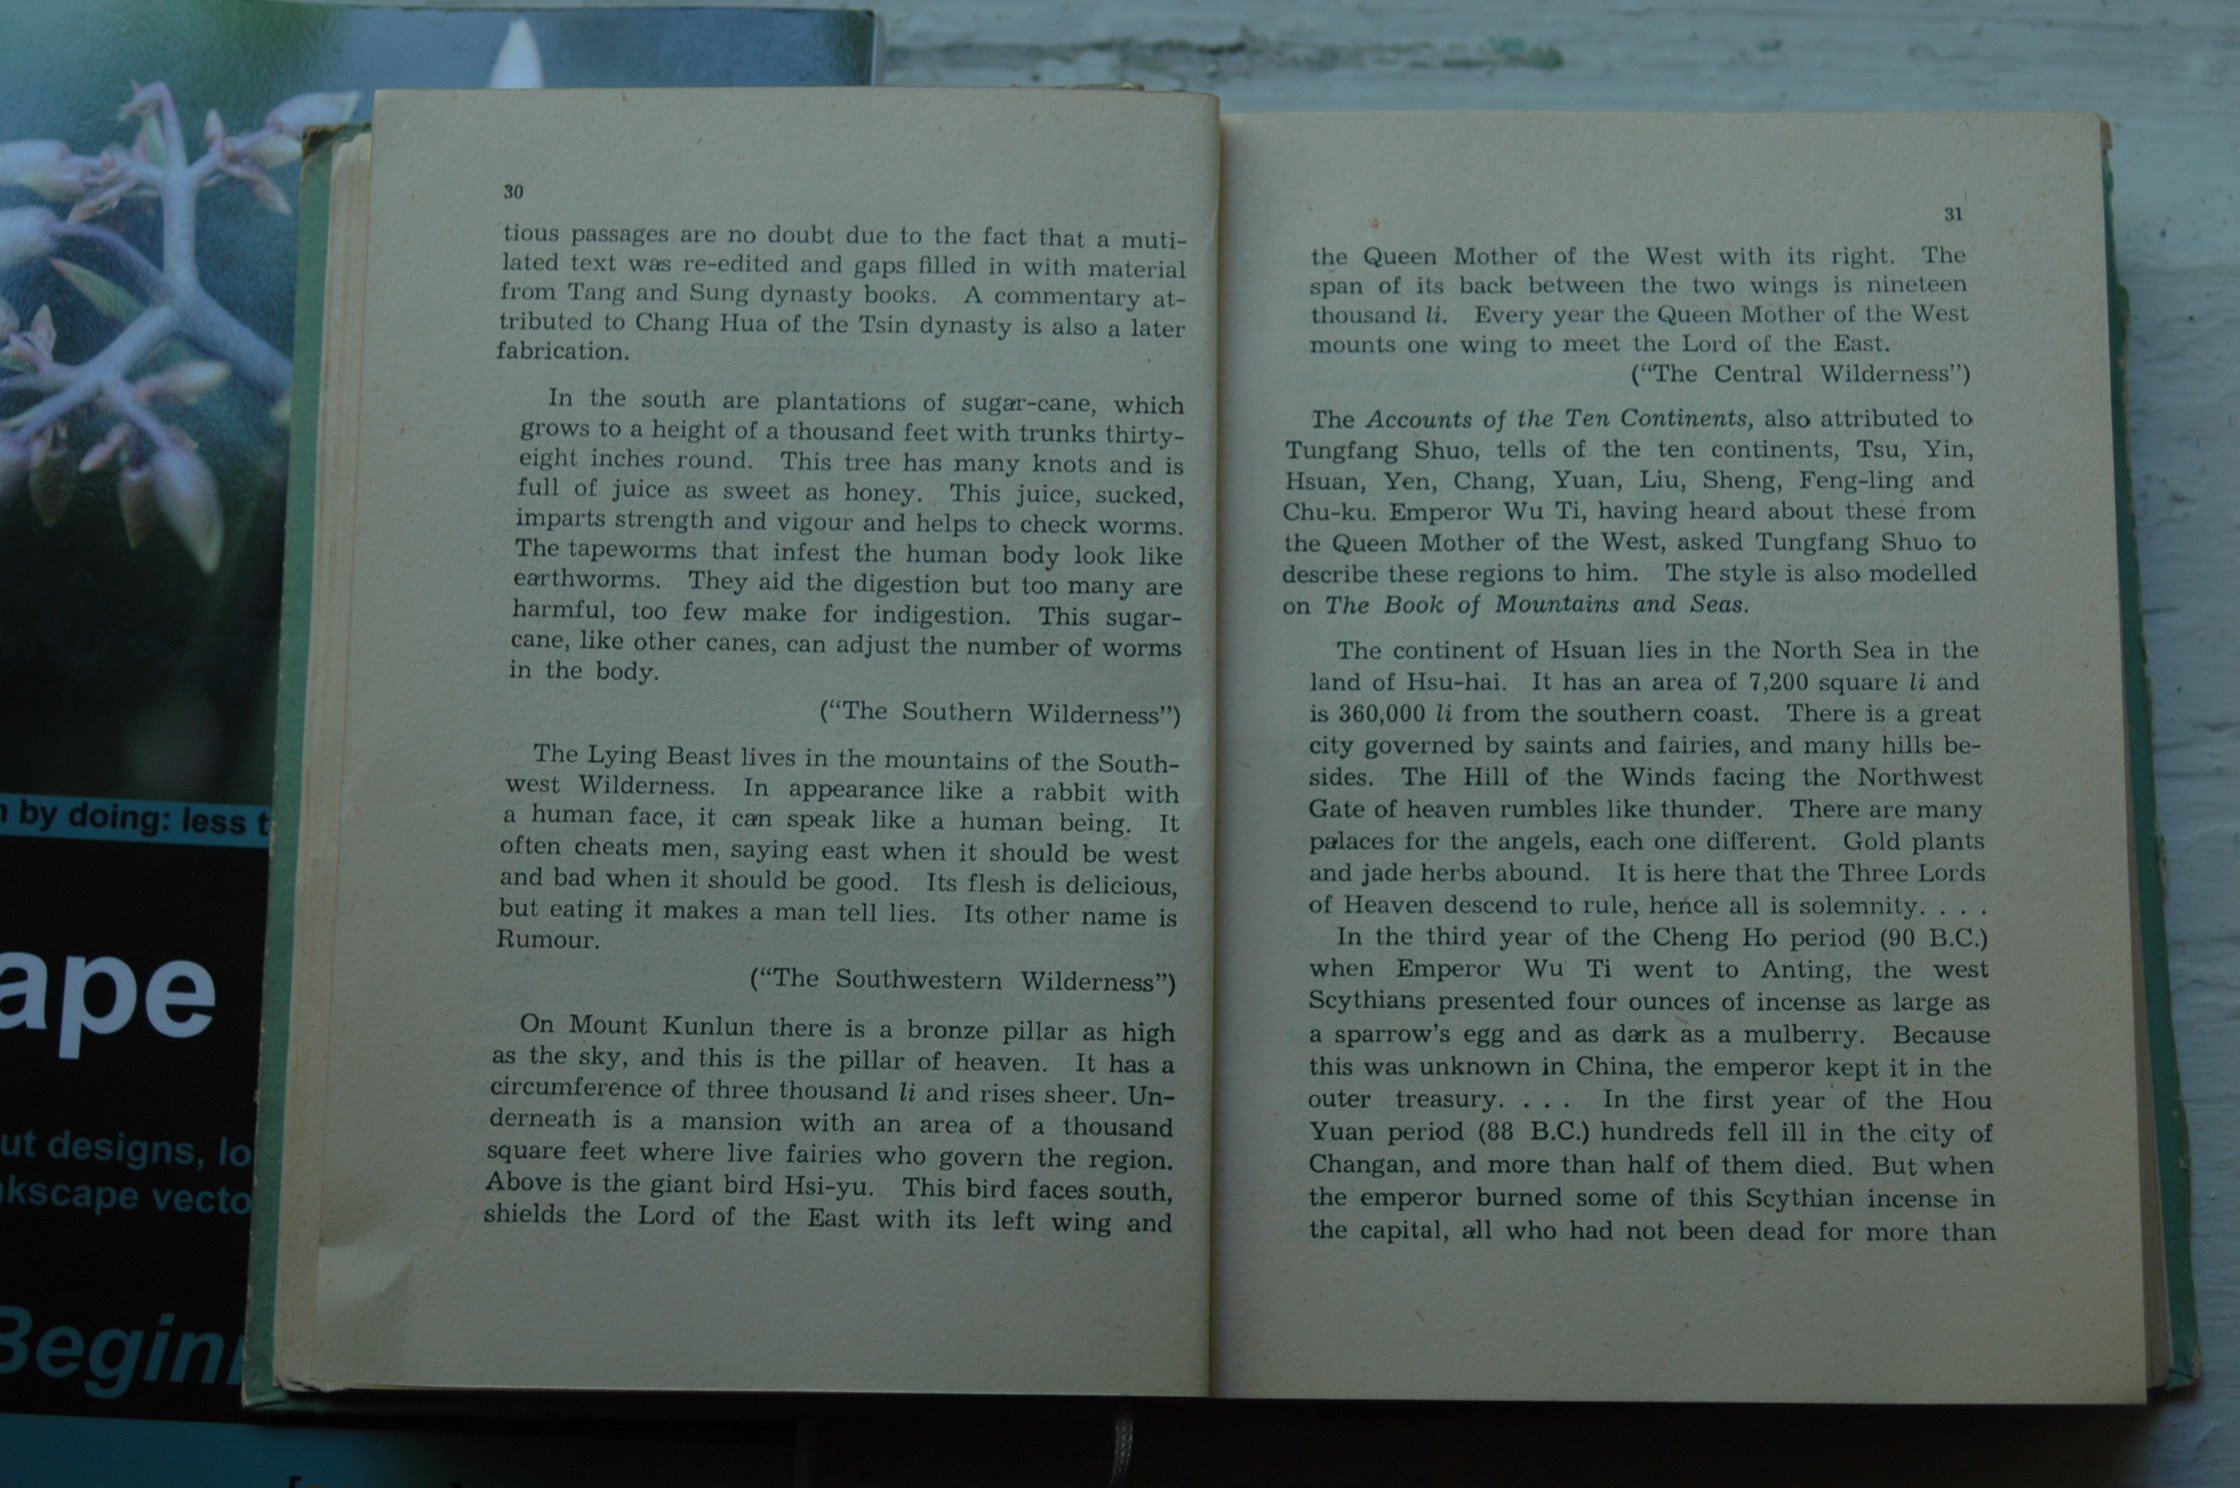 30
tious passages are no doubt due to the fact that a muti-
lated text was re-edited and gaps filled in with material
from Tang and Sung dynasty books. A commentary at-
tributed to Chang Hua of the Tsin dynasty is also a later
fabrication.
In the south are plantations of sugar-cane, which
grows to a height of a thousand feet with trunks thirty-
eight inches round. This tree has many knots and is
full of juice as sweet as honey. This juice, sucked,
imparts strength and vigour and helps to check worms.
The tapeworms that infest the human body look like
earthworms. They aid the digestion but too many are
harmful, too few make for indigestion. This sugar-
cane, like other canes, can adjust the number of worms
in the body.
(“The Southern Wilderness”)
The Lying Beast lives in the mountains of the South-
west Wilderness. In appearance like a rabbit with
a human face, it can speak like a human being. It
often cheats men, saying east when it should be west
and bad when it should be good. Its flesh is delicious,
but eating it makes a man tell lies. Its other name is
Rumour.
(“The Southwestern Wilderness”)
On Mount Kunlun there is a bronze pillar as high
as the sky, and this is the pillar of heaven. It has a
circumference of three thousand li and rises sheer. Un-
derneath is a mansion with an area of a thousand
square feet where live fairies who govern the region.
Above is the giant bird Hsi-yu. This bird faces south,
shields the Lord of the East with its left wing and
31
the Queen Mother of the West with its right. The
span of its back between the two wings is nineteen
thousand li. Every year the Queen Mother of the West
mounts one wing to meet the Lord of the East.
(“The Central Wilderness”)
The Accounts of the Ten Continents, also attributed to
Tungfang Shuo, tells of the ten continents, Tsu, Yin,
Hsuan, Yen, Chang, Yuan, Liu, Sheng, Feng-ling and
Chu-ku. Emperor Wu Ti, having heard about these from
the Queen Mother of the West, asked Tungfang Shuo to
describe these regions to him. The style is also modelled
on The Book of Mountains and Seas.
The continent of Hsuan lies in the North Sea in the
land of Hsu-hai. It has an area of 7,200 square li and
is 360,000 li from the southern coast. There is a great
city governed by saints and fairies, and many hills be-
sides. The Hill of the Winds facing the Northwest
Gate of heaven rumbles like thunder. There are many
palaces for the angels, each one different. Gold plants
and jade herbs abound. It is here that the Three Lords
of Heaven descend to rule, hence all is solemnity. . . .
In the third year of the Cheng Ho period (90 B.C.)
when Emperor Wu Ti went to Anting, the west
Scythians presented four ounces of incense as large as
a sparrow's egg and as dark as a mulberry. Because
this was unknown in China, the emperor kept it in the
outer treasury. . . . In the first year of the Hou
Yuan period (88 B.C.) hundreds fell ill in the city of
Changan, and more than half of them died. But when
the emperor burned some of this Scythian incense in
the capital, all who had not been dead for more than
by doing: less t
ape
ut designs, lo
kscape vecto
Begin